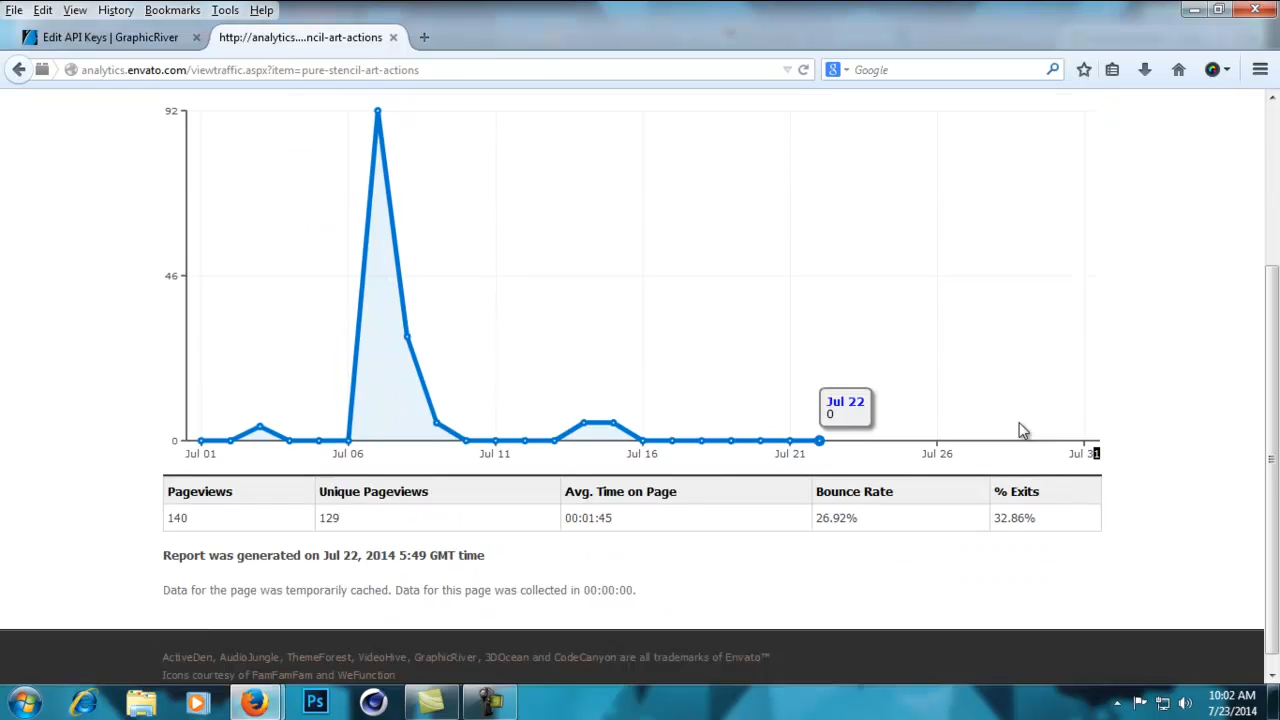 File Edit View History Bookmarks Tools Help
Edit API Keys | GraphicRiver http://analytics....ncil-art-actions
analytics.envato.com/viewtraffic.aspx?item=pure-stencil-art-actions Google
92
46
0
Jul 22
0
Jul 01 Jul 06 Jul 11 Jul 16 Jul 21 Jul 26 Jul 31
Pageviews Unique Pageviews Avg. Time on Page Bounce Rate % Exits
140 129 00:01:45 26.92% 32.86%
Report was generated on Jul 22, 2014 5:49 GMT time
Data for the page was temporarily cached. Data for this page was collected in 00:00:00.
ActiveDen, AudioJungle, ThemeForest, VideoHive, GraphicRiver, 3DOcean and CodeCanyon are all trademarks of Envato™
Icons courtesy of FamFamFam and WeFunction
Ps
10:02 AM
7/23/2014